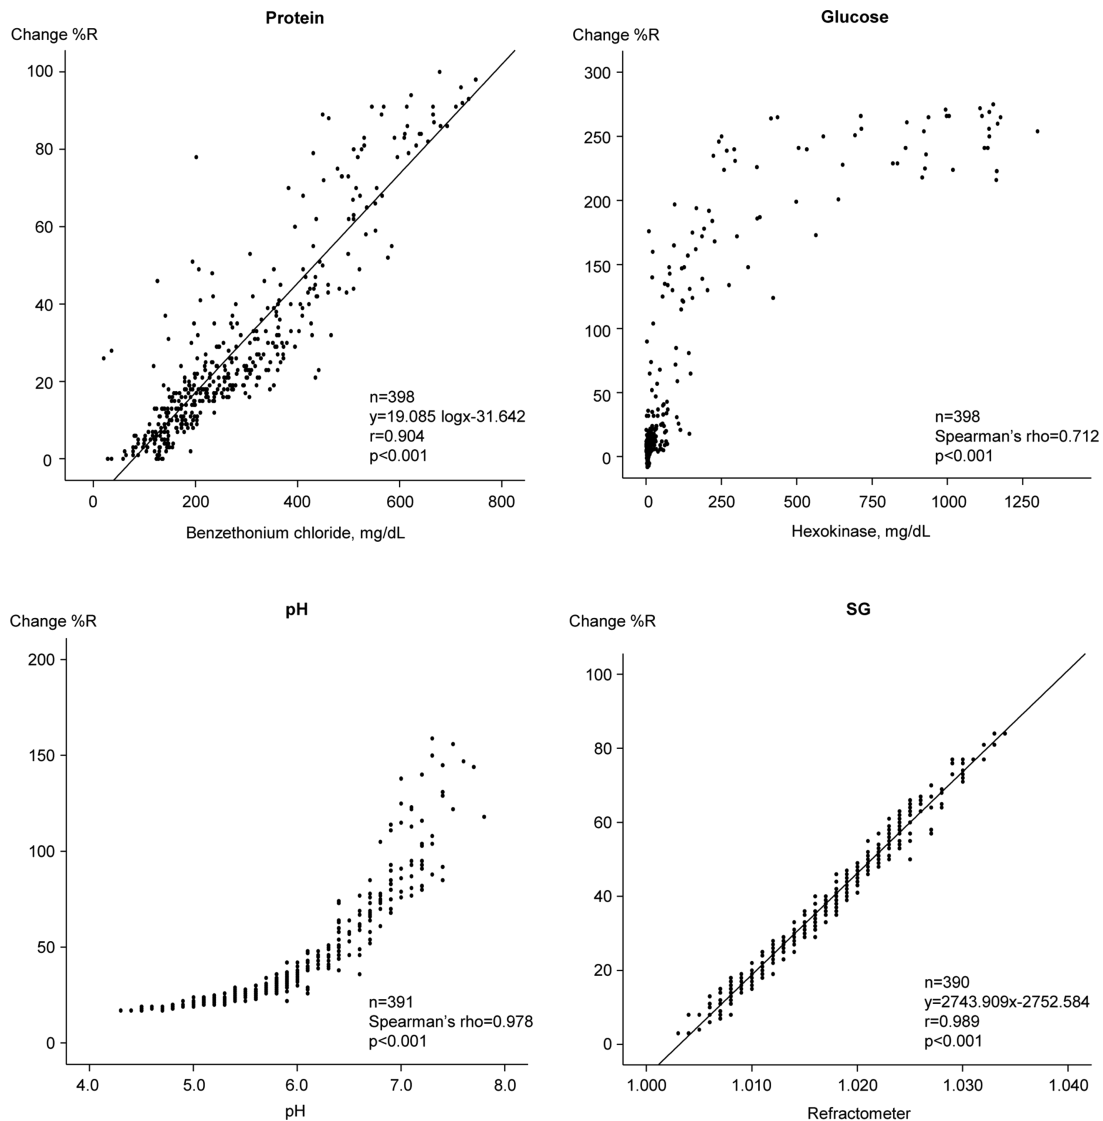 Protein
Change %R
100
80
60
40
20
0
n=398
y=19.085 logx-31.642
r=0.904
p<0.001
0 200 400 600 800
Benzethonium chloride, mg/dL
Glucose
Change %R
300
250
200
150
100
50
0
n=398
Spearman's rho=0.712
p<0.001
0 250 500 750 1000 1250
Hexokinase, mg/dL
pH
Change %R
200
150
100
50
0
n=391
Spearman's rho=0.978
p<0.001
4.0 5.0 6.0 7.0 8.0
pH
SG
Change %R
100
80
60
40
20
0
n=390
y=2743.909x-2752.584
r=0.989
p<0.001
1.000 1.010 1.020 1.030 1.040
Refractometer